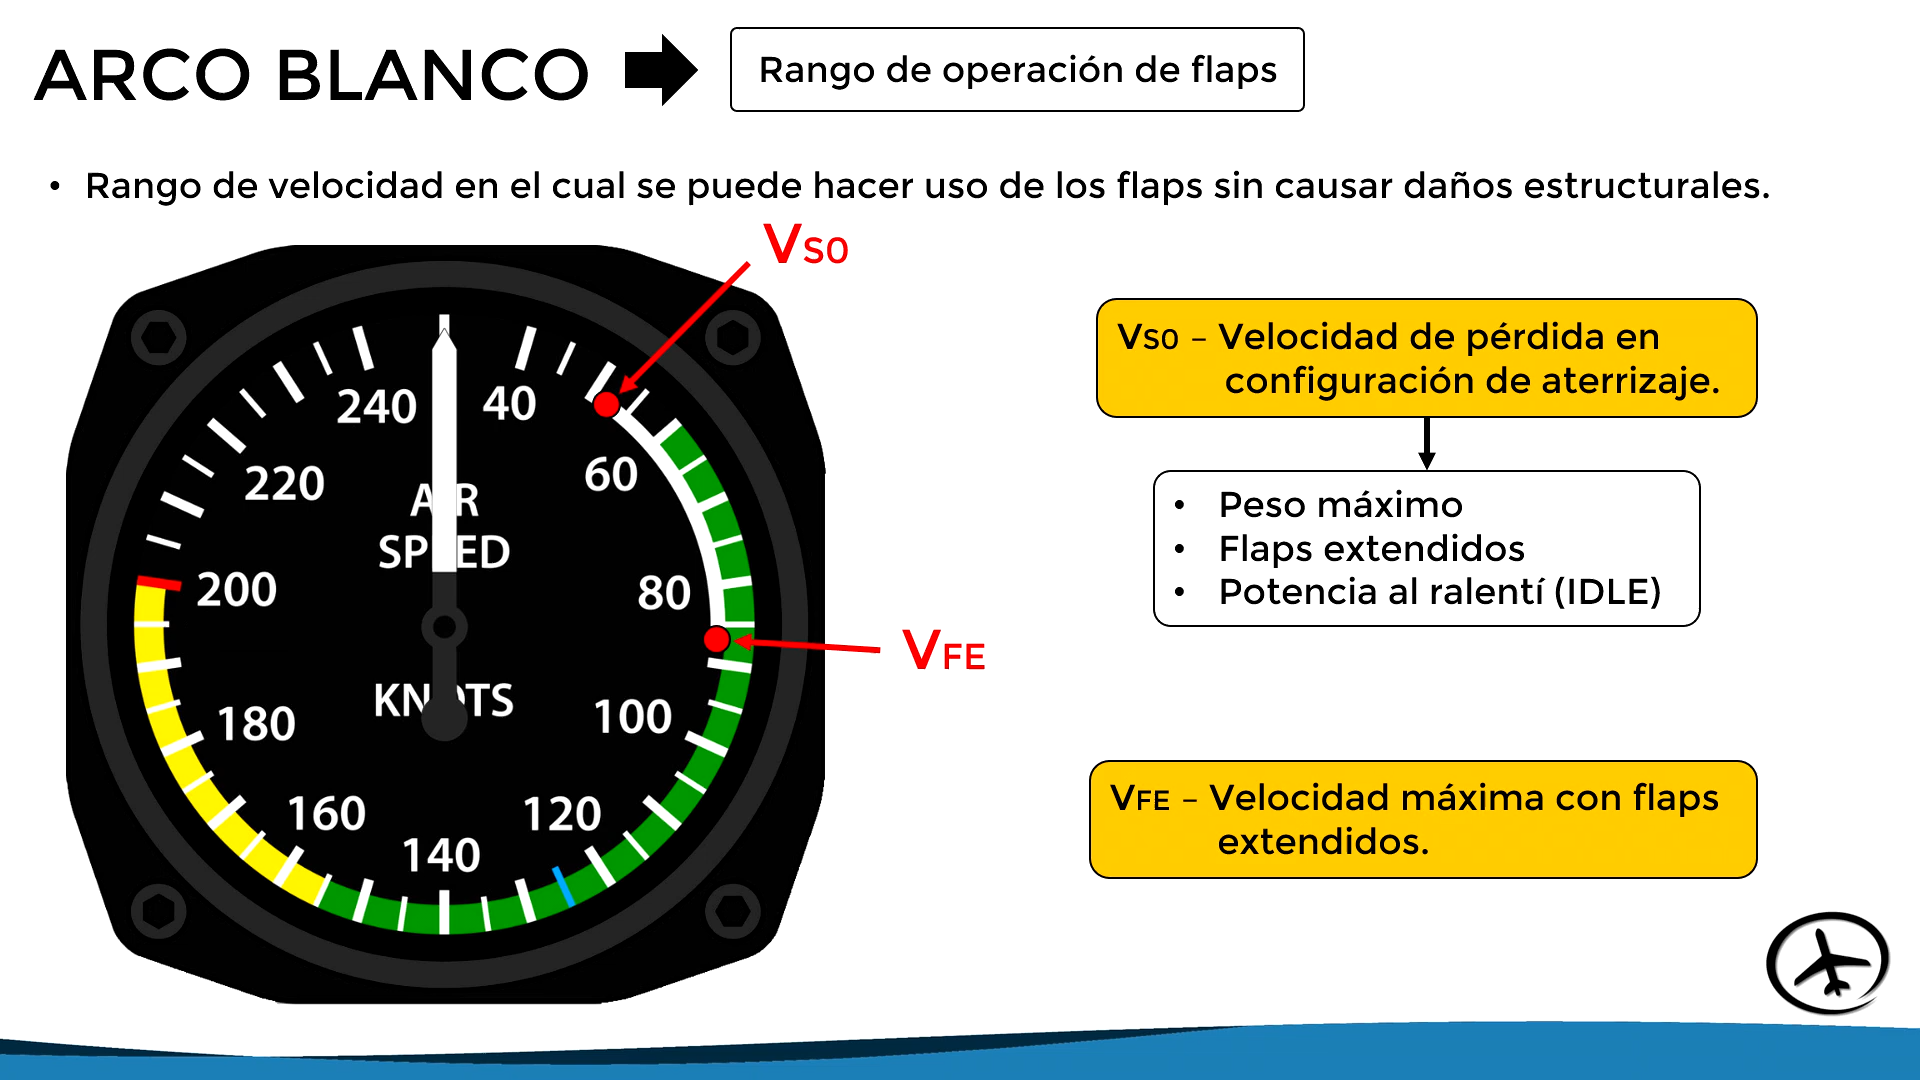 ARCO BLANCO
Rango de operación de flaps
• Rango de velocidad en el cual se puede hacer uso de los flaps sin causar daños estructurales.
VS0
240
40
220
60
AIR
SPEED
200
80
VFE
KNOTS
180
100
160
120
140
VS0 – Velocidad de pérdida en
configuración de aterrizaje.
• Peso máximo
• Flaps extendidos
• Potencia al ralentí (IDLE)
VFE – Velocidad máxima con flaps
extendidos.